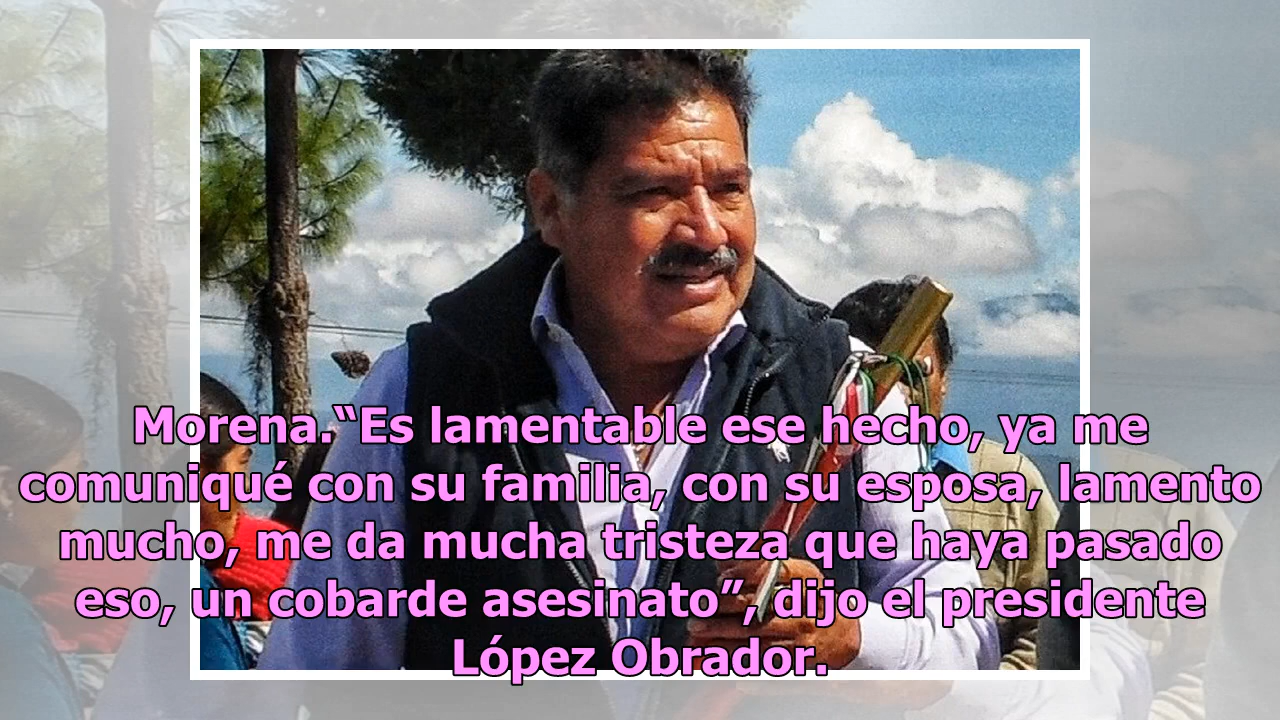 Morena.“Es lamentable ese hecho, ya me
comuniqué con su familia, con su esposa, lamento
mucho, me da mucha tristeza que haya pasado
eso, un cobarde asesinato”, dijo el presidente
López Obrador.